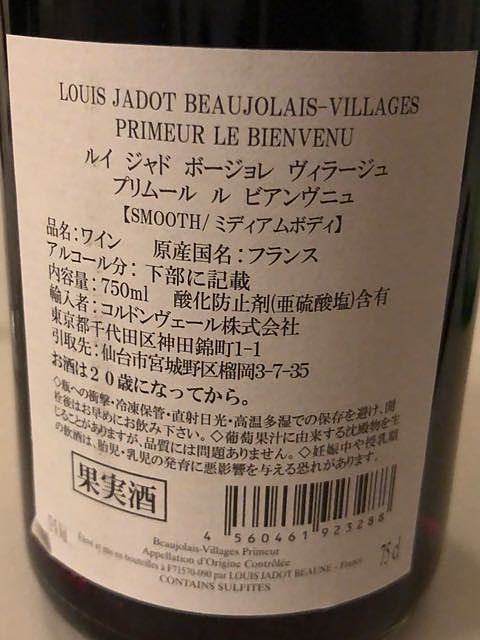 LOUIS JADOT BEAUJOLAIS-VILLAGES
PRIMEUR LE BIENVENU
ルイ ジャド ボージョレ ヴィラージュ
プリムール ル ビアンヴニュ
【SMOOTH/ミディアムボディ】
品名:ワイン 原産国名:フランス
アルコール分:下部に記載
内容量:750ml 酸化防止剤(亜硫酸塩)含有
輸入者:コルドンヴェール株式会社
東京都千代田区神田錦町1-1
引取先:仙台市宮城野区榴岡3-7-35
お酒は20歳になってから。
◇瓶への衝撃・冷凍保管・直射日光・高温多湿での保存を避け、開
栓後はお早めにお飲み下さい。◇葡萄果汁に由来する沈殿物を生
じることがありますが、品質には問題ありません。◇妊娠中や授乳期
の飲酒は、胎児・乳児の発育に悪影響を与える恐れがあります。
果実酒
4 560461 923288
Beaujolais-Villages Primeur
Appellation d'Origine Contrôlée
Elevé et mis en bouteilles à F71570-090 par LOUIS JADOT BEAUNE - France
CONTAINS SULFITES
75 cl